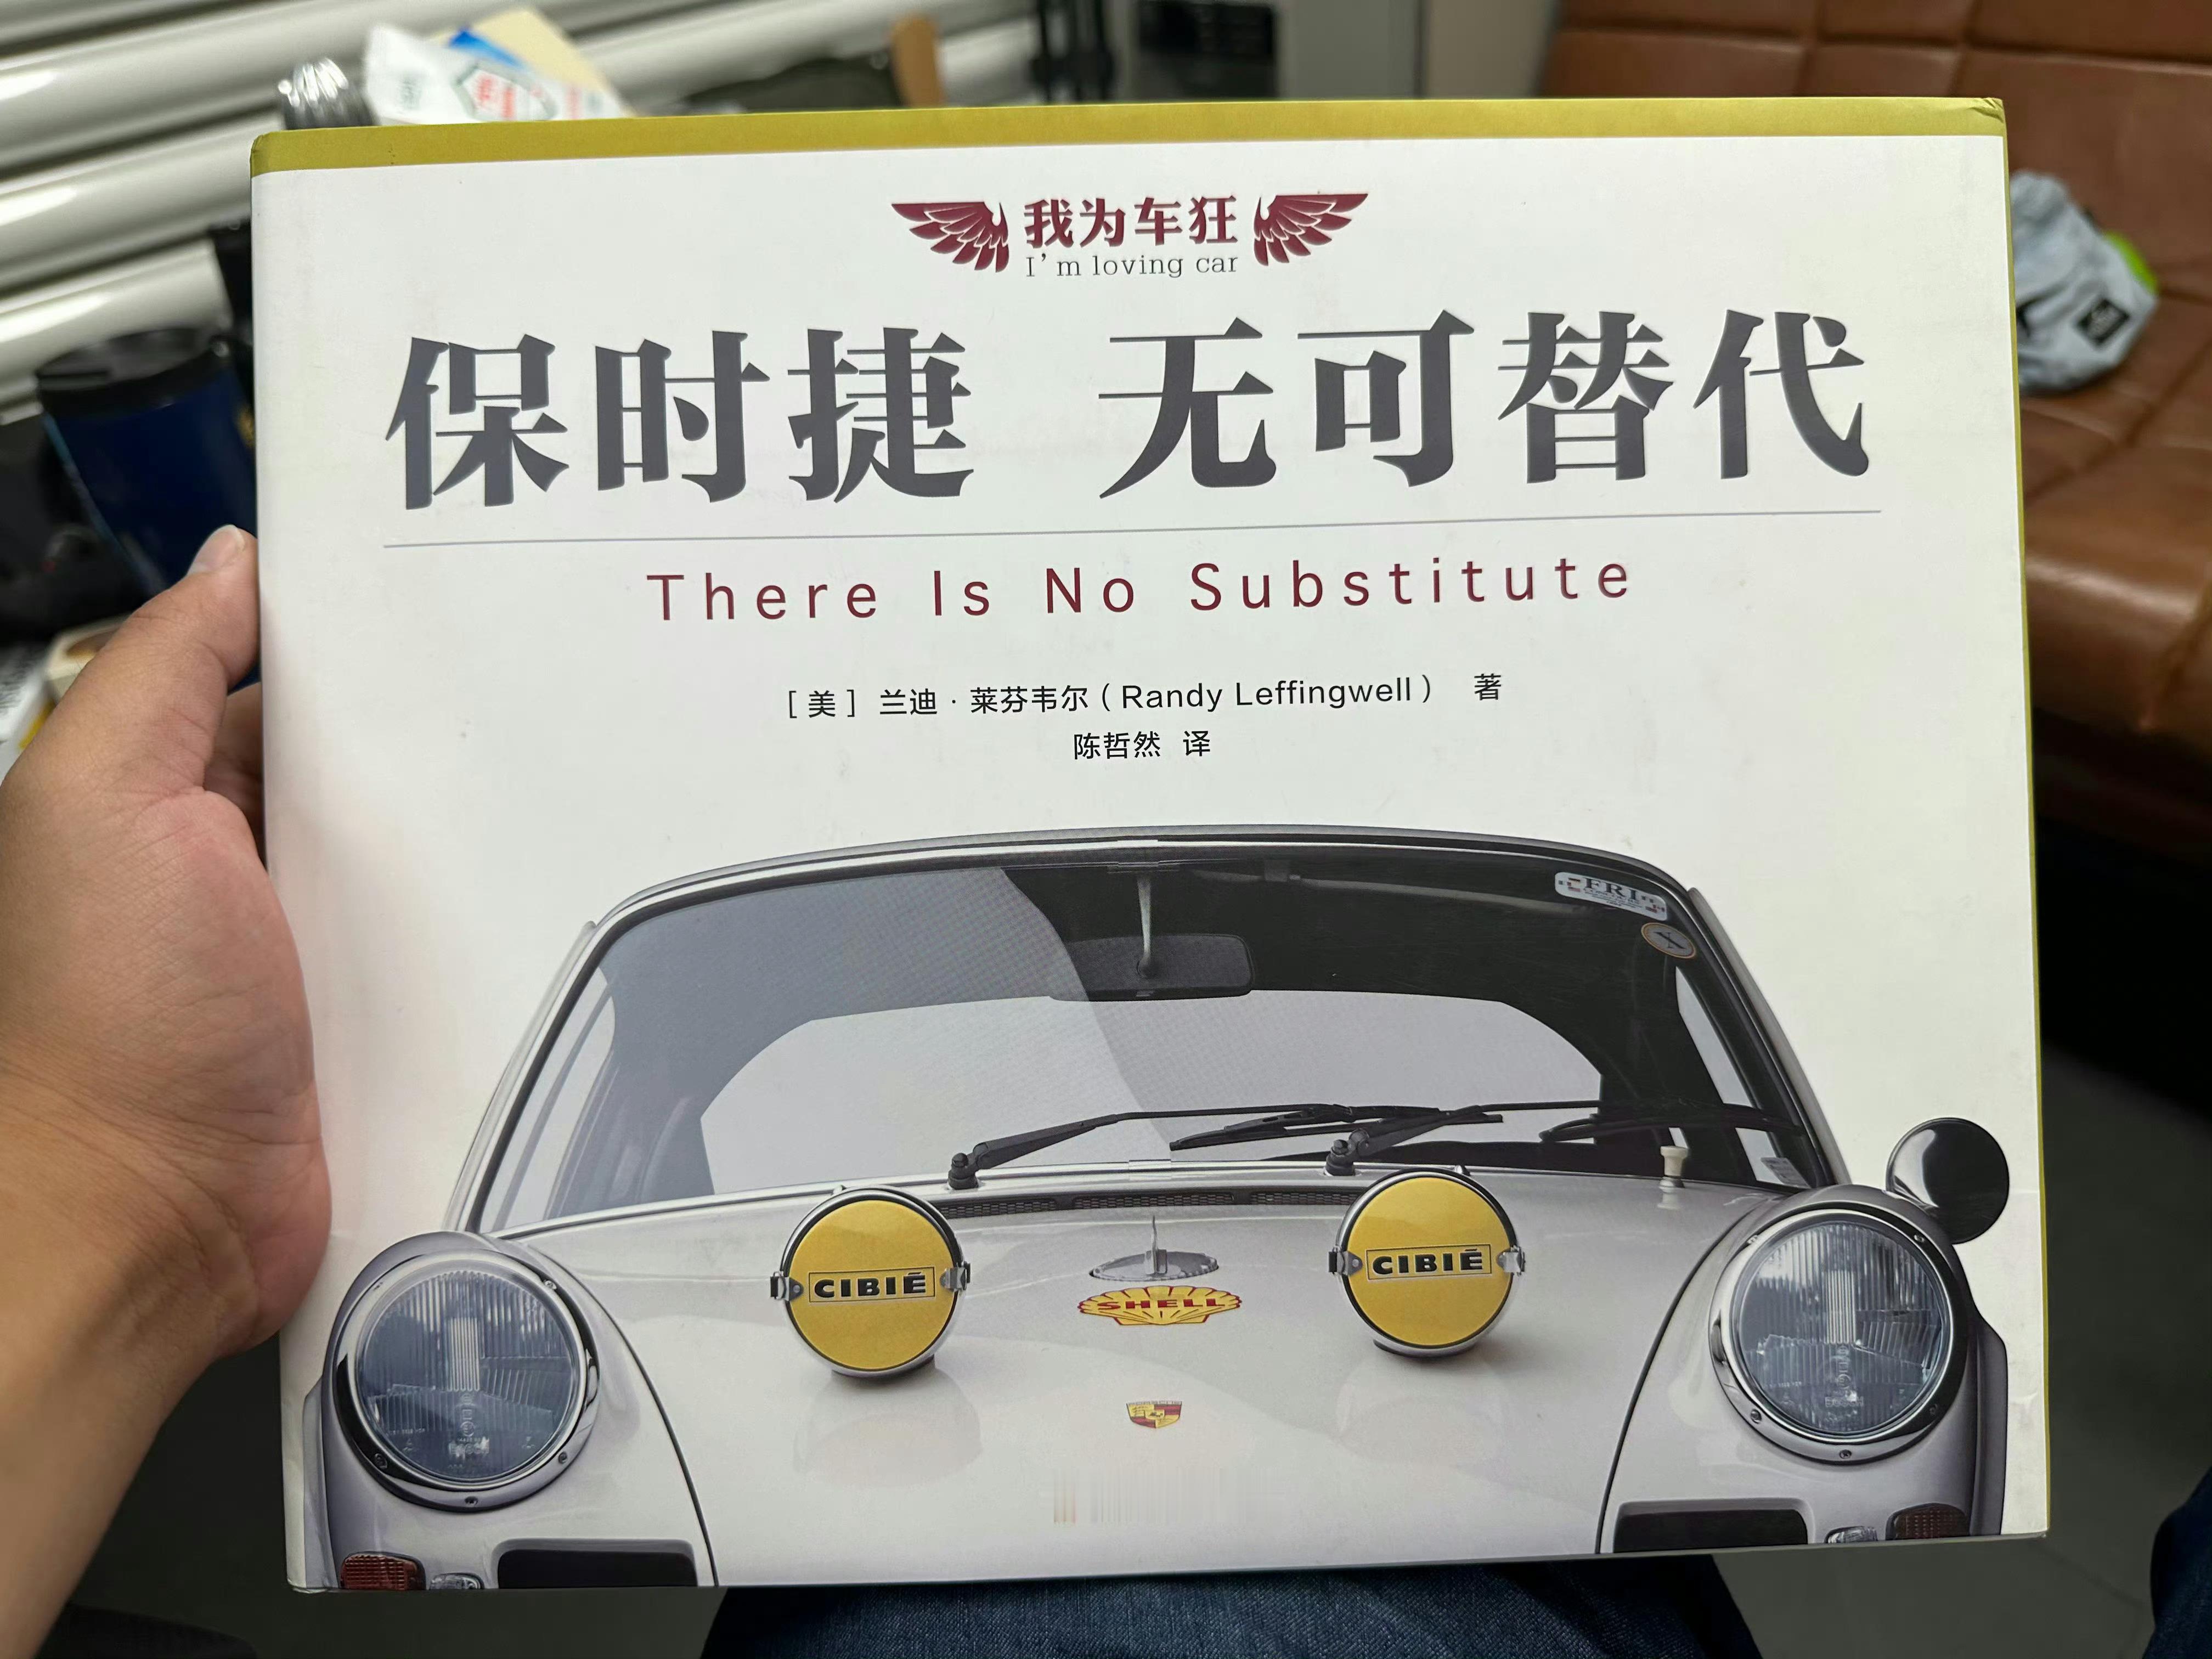 我为车狂
I'm loving car
保时捷 无可替代
There Is No Substitute
［美］ 兰迪·莱芬韦尔（Randy Leffingwell） 著
陈哲然 译
FRI
X
CIBIÉ
SHELL
CIBIÉ